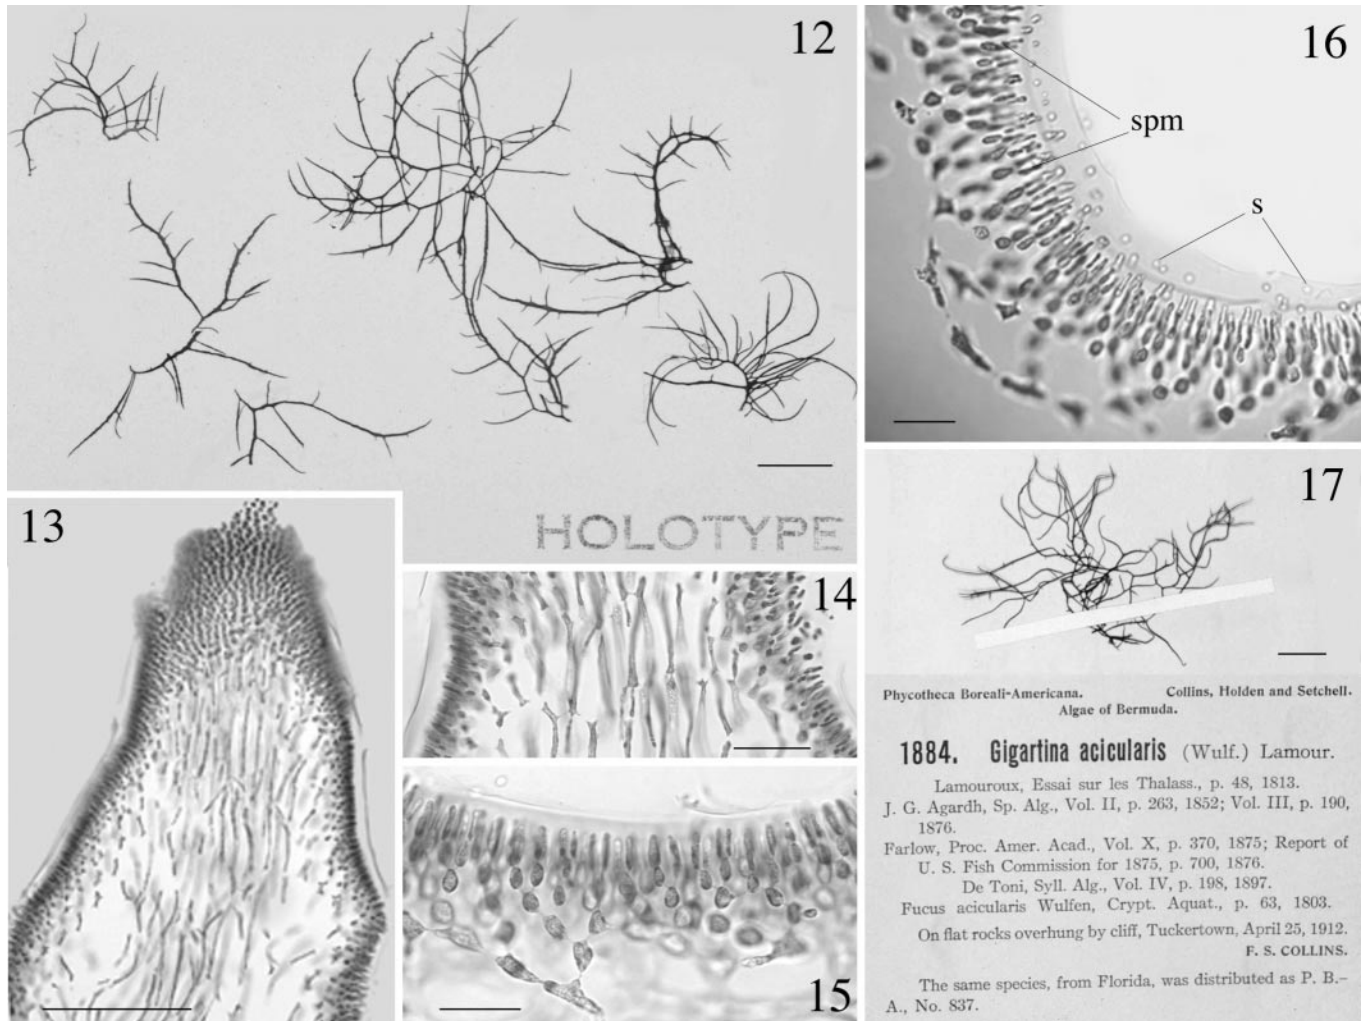 12
HOLOTYPE
13
14
15
16
spm
s
17
Phycotheca Boreali-Americana. Collins, Holden and Setchell.
Algae of Bermuda.
1884. Gigartina acicularis (Wulf.) Lamour.
Lamouroux, Essai sur les Thalass., p. 48, 1813.
J. G. Agardh, Sp. Alg., Vol. II, p. 263, 1852; Vol. III, p. 190,
1876.
Farlow, Proc. Amer. Acad., Vol. X, p. 370, 1875; Report of
U. S. Fish Commission for 1875, p. 700, 1876.
De Toni, Syll. Alg., Vol. IV, p. 198, 1897.
Fucus acicularis Wulfen, Crypt. Aquat., p. 63, 1803.
On flat rocks overhung by cliff, Tuckertown, April 25, 1912.
F. S. COLLINS.
The same species, from Florida, was distributed as P. B.-
A., No. 837.